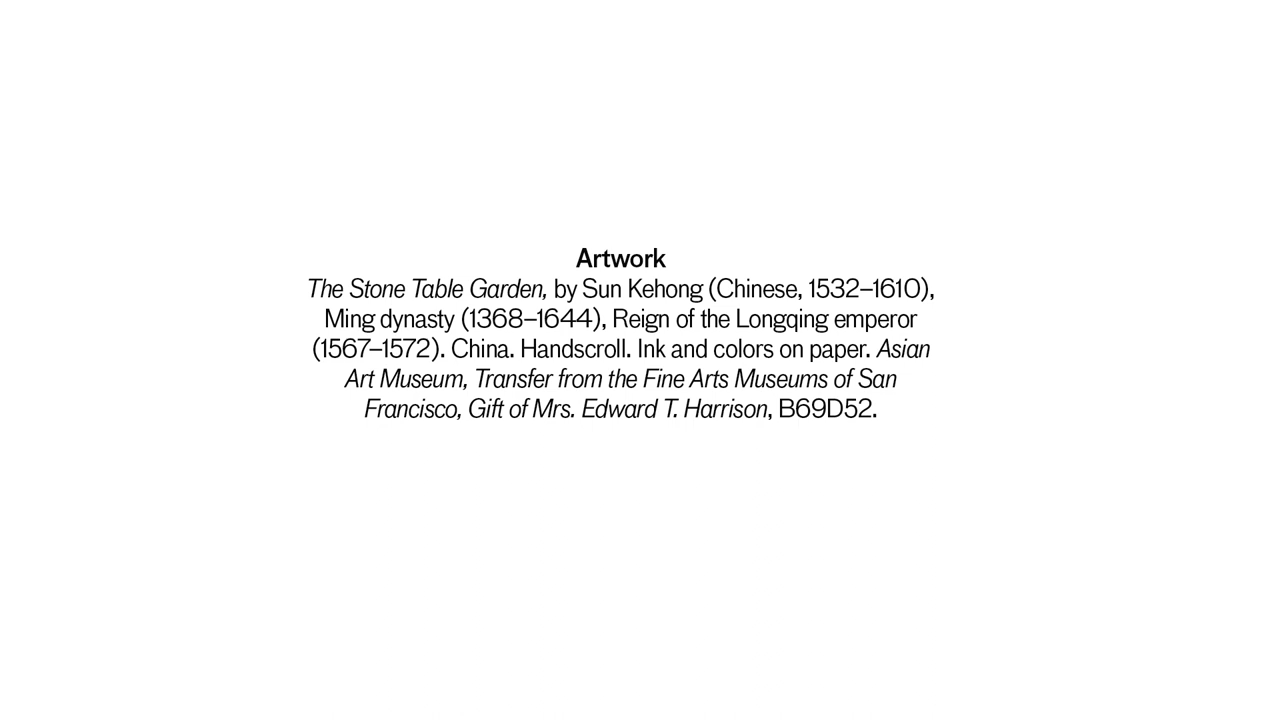 Artwork
The Stone Table Garden, by Sun Kehong (Chinese, 1532–1610),
Ming dynasty (1368–1644), Reign of the Longqing emperor
(1567–1572). China. Handscroll. Ink and colors on paper. Asian
Art Museum, Transfer from the Fine Arts Museums of San
Francisco, Gift of Mrs. Edward T. Harrison, B69D52.